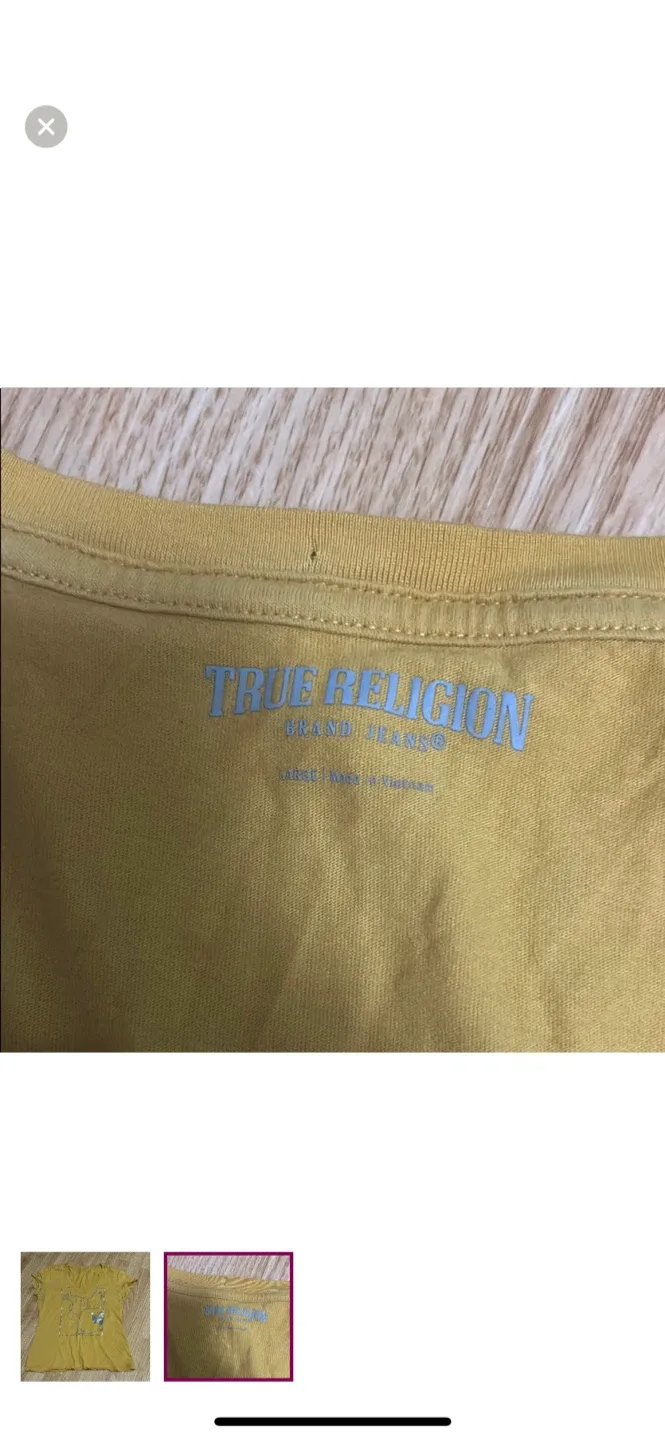 TRUE RELIGION
BRAND JEANS®
LARGE | Made in Vietnam